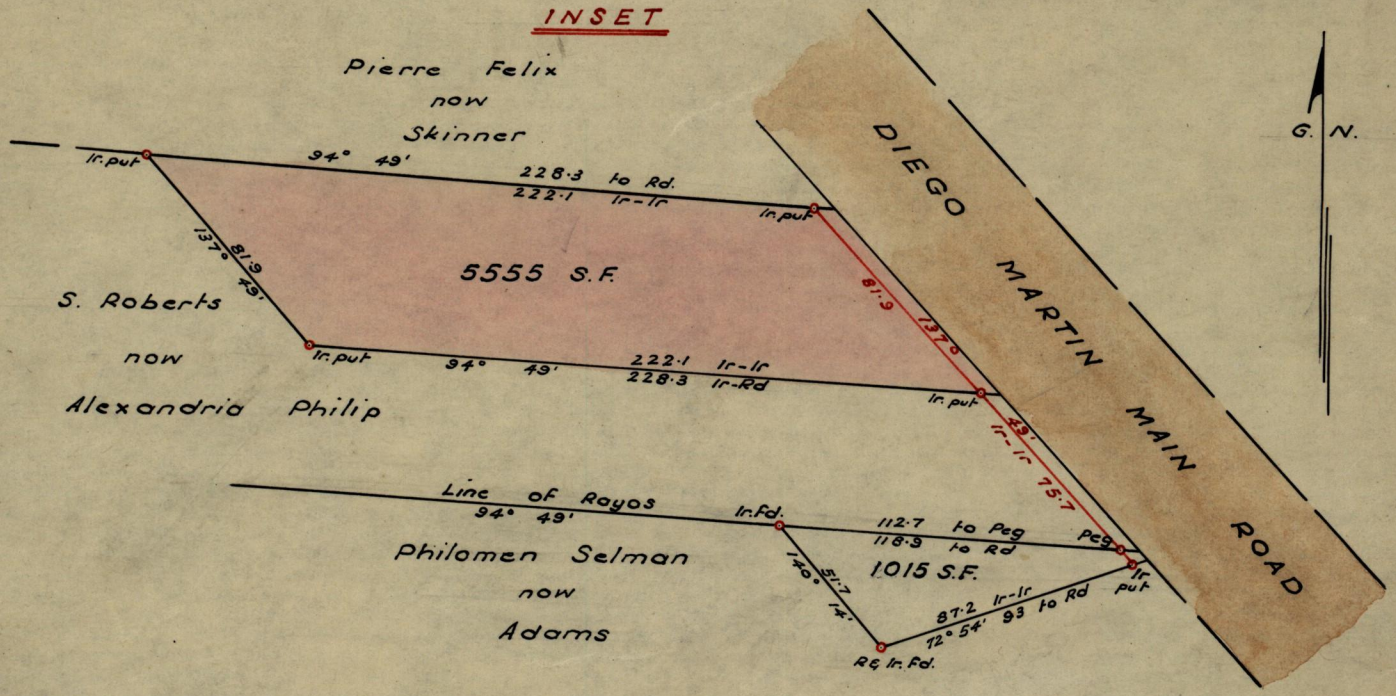 INSET
Pierre Felix
now
Skinner
G. N.
DIEGO MARTIN MAIN ROAD
Ir. put
94° 49'
228.3 to Rd.
222.1 Ir-Ir
Ir. put
137° 49'
81.9
5555 S.F.
81.9
137° 49'
S. Roberts
now
Alexandria Philip
Ir. put
94° 49'
222.1 Ir-Ir
228.3 Ir-Rd
Ir. put
Ir-Ir 75.7
Line of Rayos
94° 49'
Ir. Fd.
112.7 to Peg
118.9 to Rd
Peg
Ir put
Philomen Selman
now
Adams
51.7
140° 14'
1015 S.F.
87.2 Ir-Ir
72° 54' 93 to Rd
R& Ir. Fd.